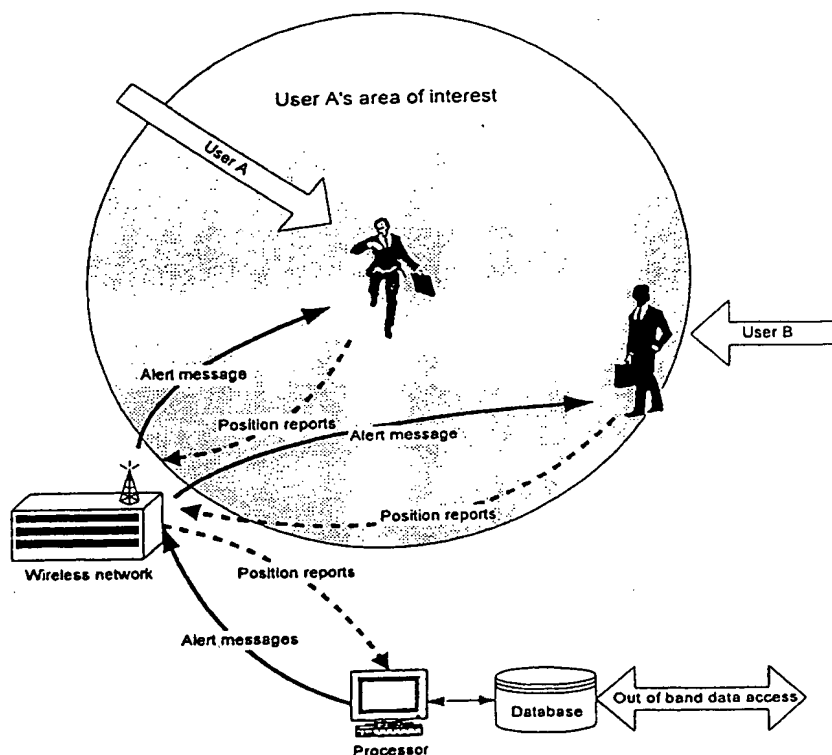 User A's area of interest
User A
User B
Alert message
Position reports
Alert message
Position reports
Wireless network
Position reports
Alert messages
Out of band data access
Database
Processor